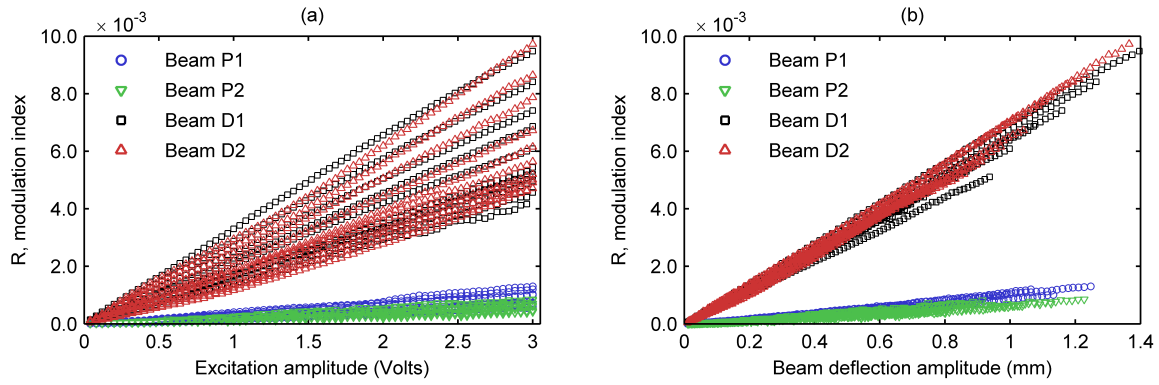 (a)
× 10⁻³
10.0
8.0
6.0
4.0
2.0
0.0
R, modulation index
Beam P1
Beam P2
Beam D1
Beam D2
0 0.5 1 1.5 2 2.5 3
Excitation amplitude (Volts)
(b)
× 10⁻³
10.0
8.0
6.0
4.0
2.0
0.0
R, modulation index
Beam P1
Beam P2
Beam D1
Beam D2
0 0.2 0.4 0.6 0.8 1 1.2 1.4
Beam deflection amplitude (mm)